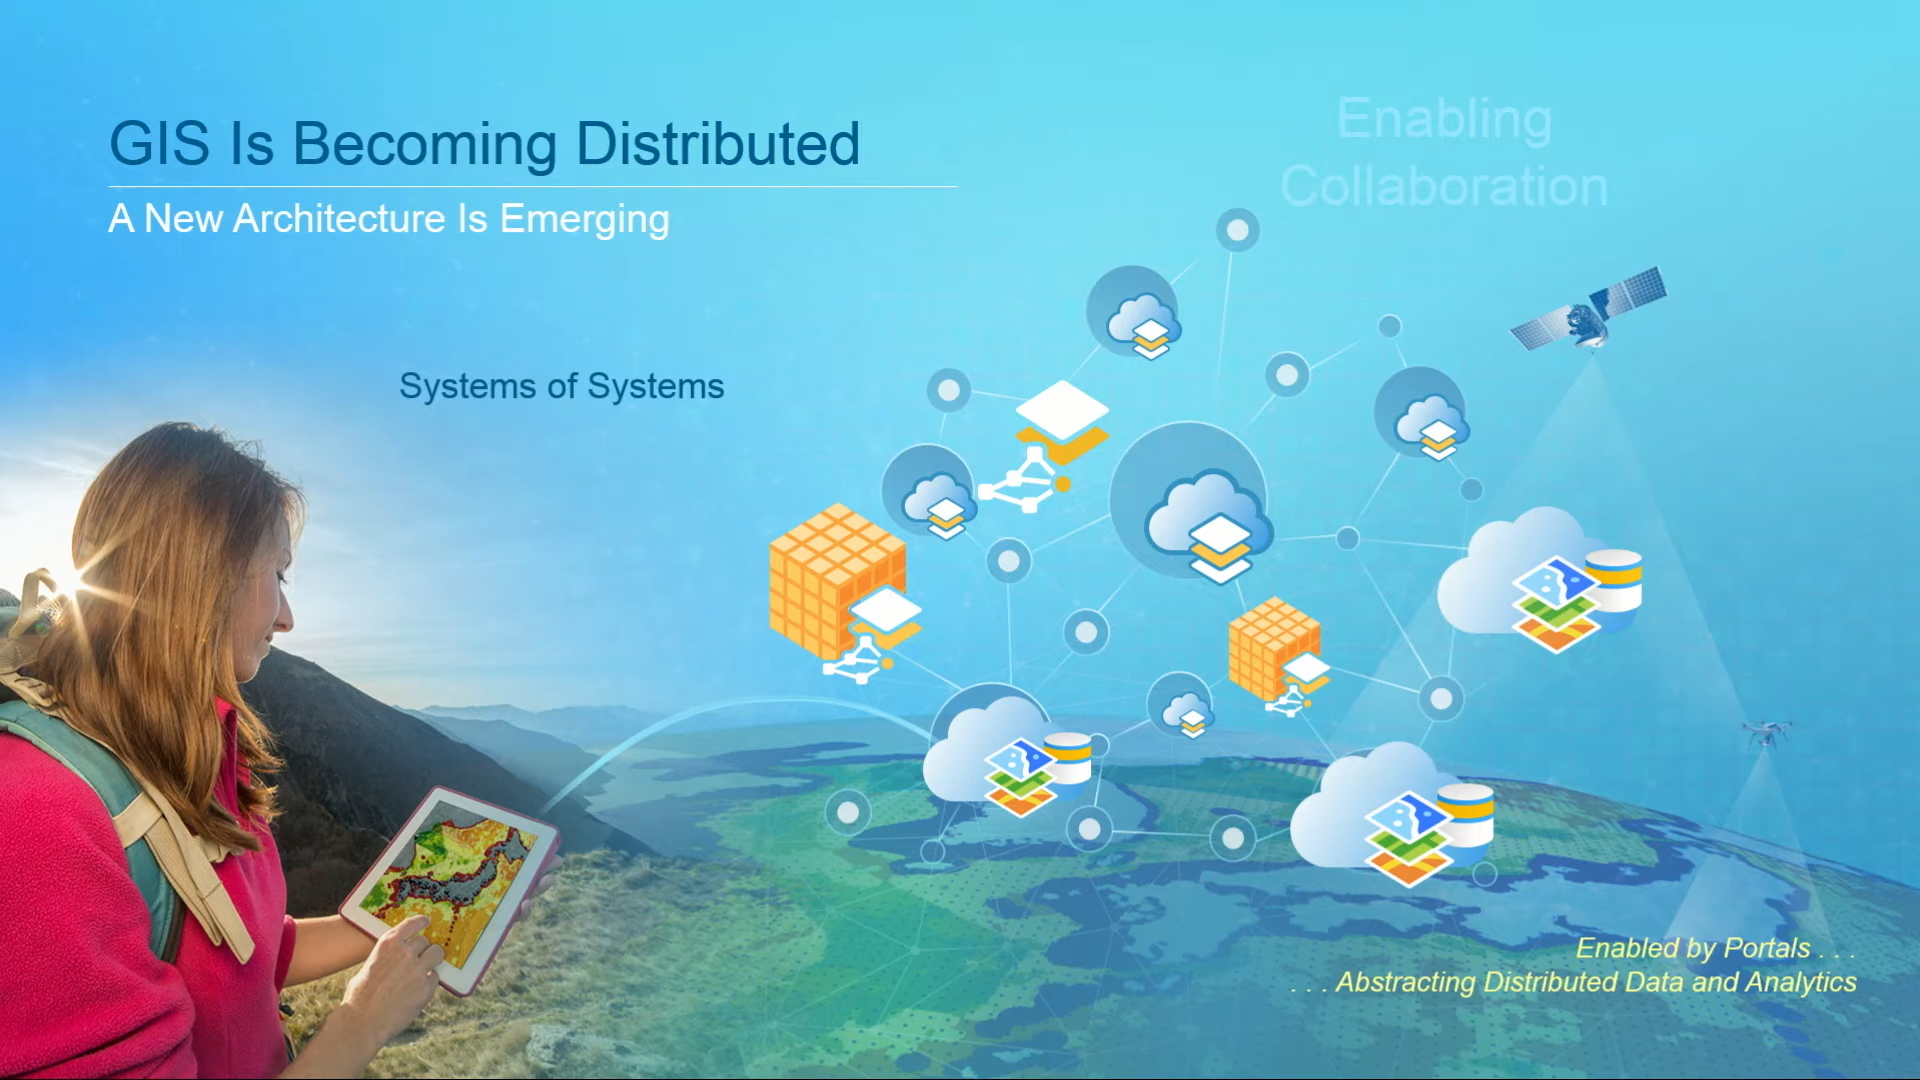 GIS Is Becoming Distributed
A New Architecture Is Emerging
Enabling
Collaboration
Systems of Systems
Enabled by Portals . . .
. . . Abstracting Distributed Data and Analytics